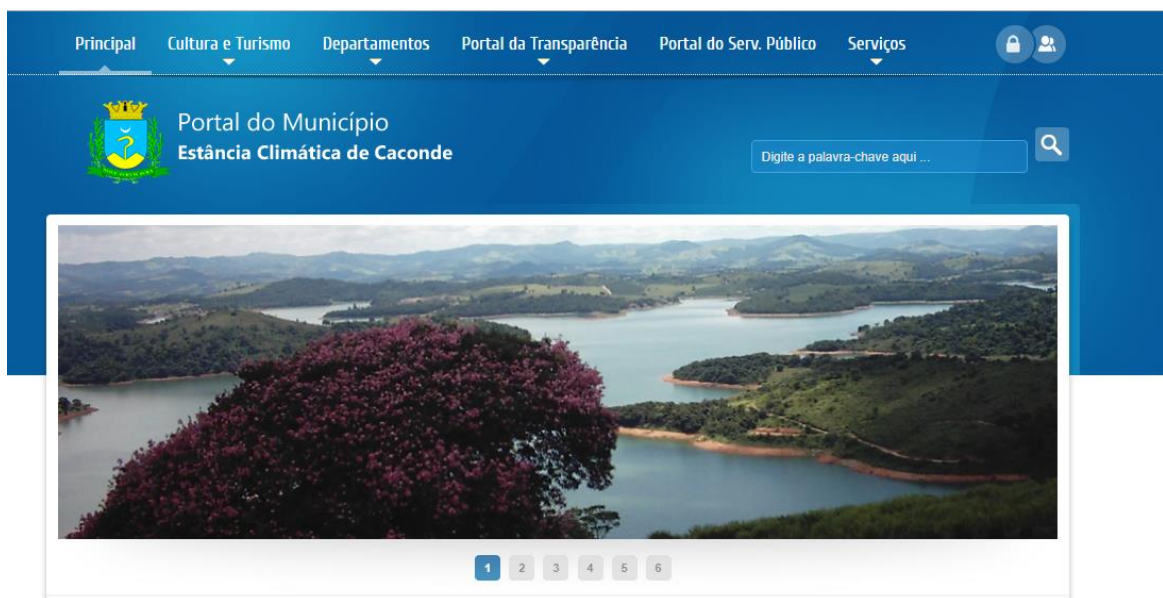 Principal Cultura e Turismo Departamentos Portal da Transparência Portal do Serv. Público Serviços
Portal do Município
Estância Climática de Caconde
Digite a palavra-chave aqui ...
1 2 3 4 5 6